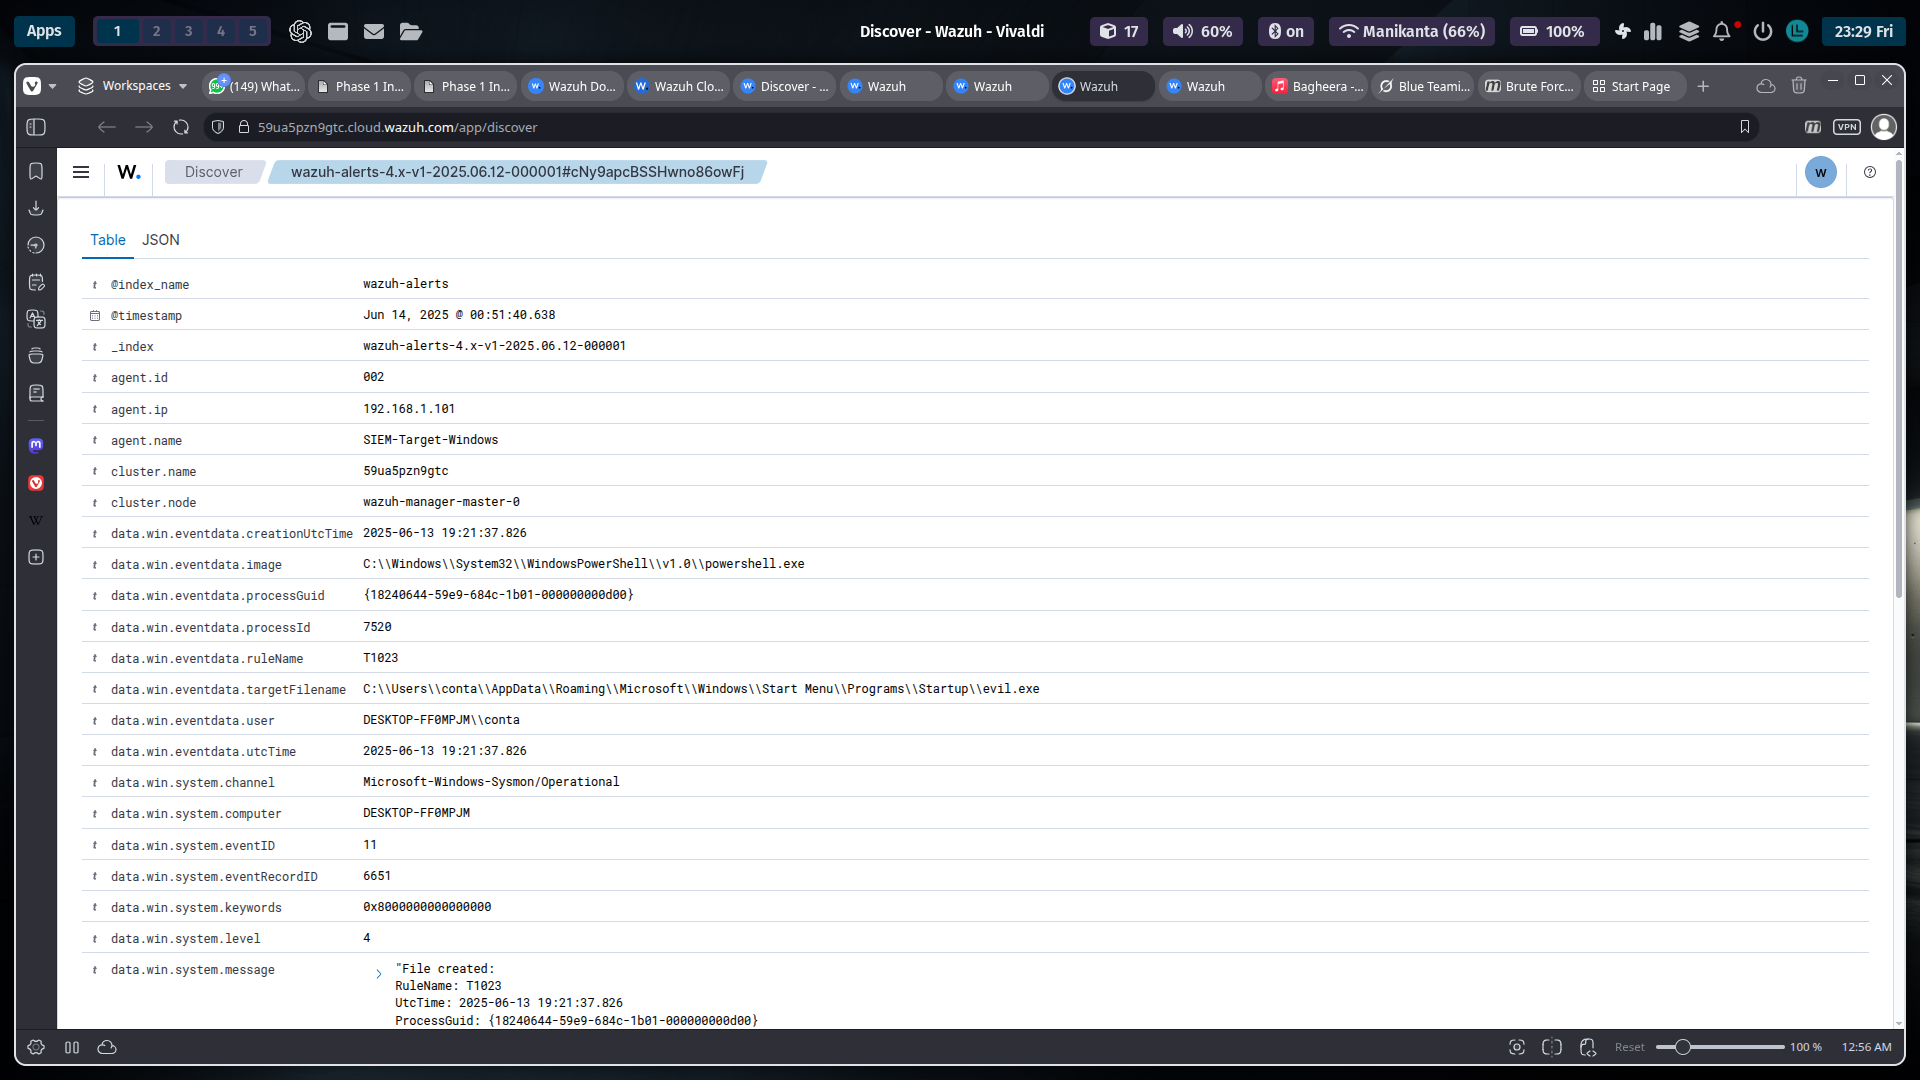 Apps 1 2 3 4 5 Discover - Wazuh - Vivaldi 17 60% on Manikanta (66%) 100% 23:29 Fri
Workspaces (149) What... Phase 1 In... Phase 1 In... Wazuh Do... Wazuh Clo... Discover - ... Wazuh Wazuh Wazuh Wazuh Bagheera -... Blue Teami... Brute Forc... Start Page
59ua5pzn9gtc.cloud.wazuh.com/app/discover VPN
W. Discover wazuh-alerts-4.x-v1-2025.06.12-000001#cNy9apcBSSHwno86owFj W
Table JSON
t @index_name wazuh-alerts
@timestamp Jun 14, 2025 @ 00:51:40.638
t _index wazuh-alerts-4.x-v1-2025.06.12-000001
t agent.id 002
t agent.ip 192.168.1.101
t agent.name SIEM-Target-Windows
t cluster.name 59ua5pzn9gtc
t cluster.node wazuh-manager-master-0
t data.win.eventdata.creationUtcTime 2025-06-13 19:21:37.826
t data.win.eventdata.image C:\\Windows\\System32\\WindowsPowerShell\\v1.0\\powershell.exe
t data.win.eventdata.processGuid {18240644-59e9-684c-1b01-000000000d00}
t data.win.eventdata.processId 7520
t data.win.eventdata.ruleName T1023
t data.win.eventdata.targetFilename C:\\Users\\conta\\AppData\\Roaming\\Microsoft\\Windows\\Start Menu\\Programs\\Startup\\evil.exe
t data.win.eventdata.user DESKTOP-FF0MPJM\\conta
t data.win.eventdata.utcTime 2025-06-13 19:21:37.826
t data.win.system.channel Microsoft-Windows-Sysmon/Operational
t data.win.system.computer DESKTOP-FF0MPJM
t data.win.system.eventID 11
t data.win.system.eventRecordID 6651
t data.win.system.keywords 0x8000000000000000
t data.win.system.level 4
t data.win.system.message "File created:
RuleName: T1023
UtcTime: 2025-06-13 19:21:37.826
ProcessGuid: {18240644-59e9-684c-1b01-000000000d00}
Reset 100 % 12:56 AM